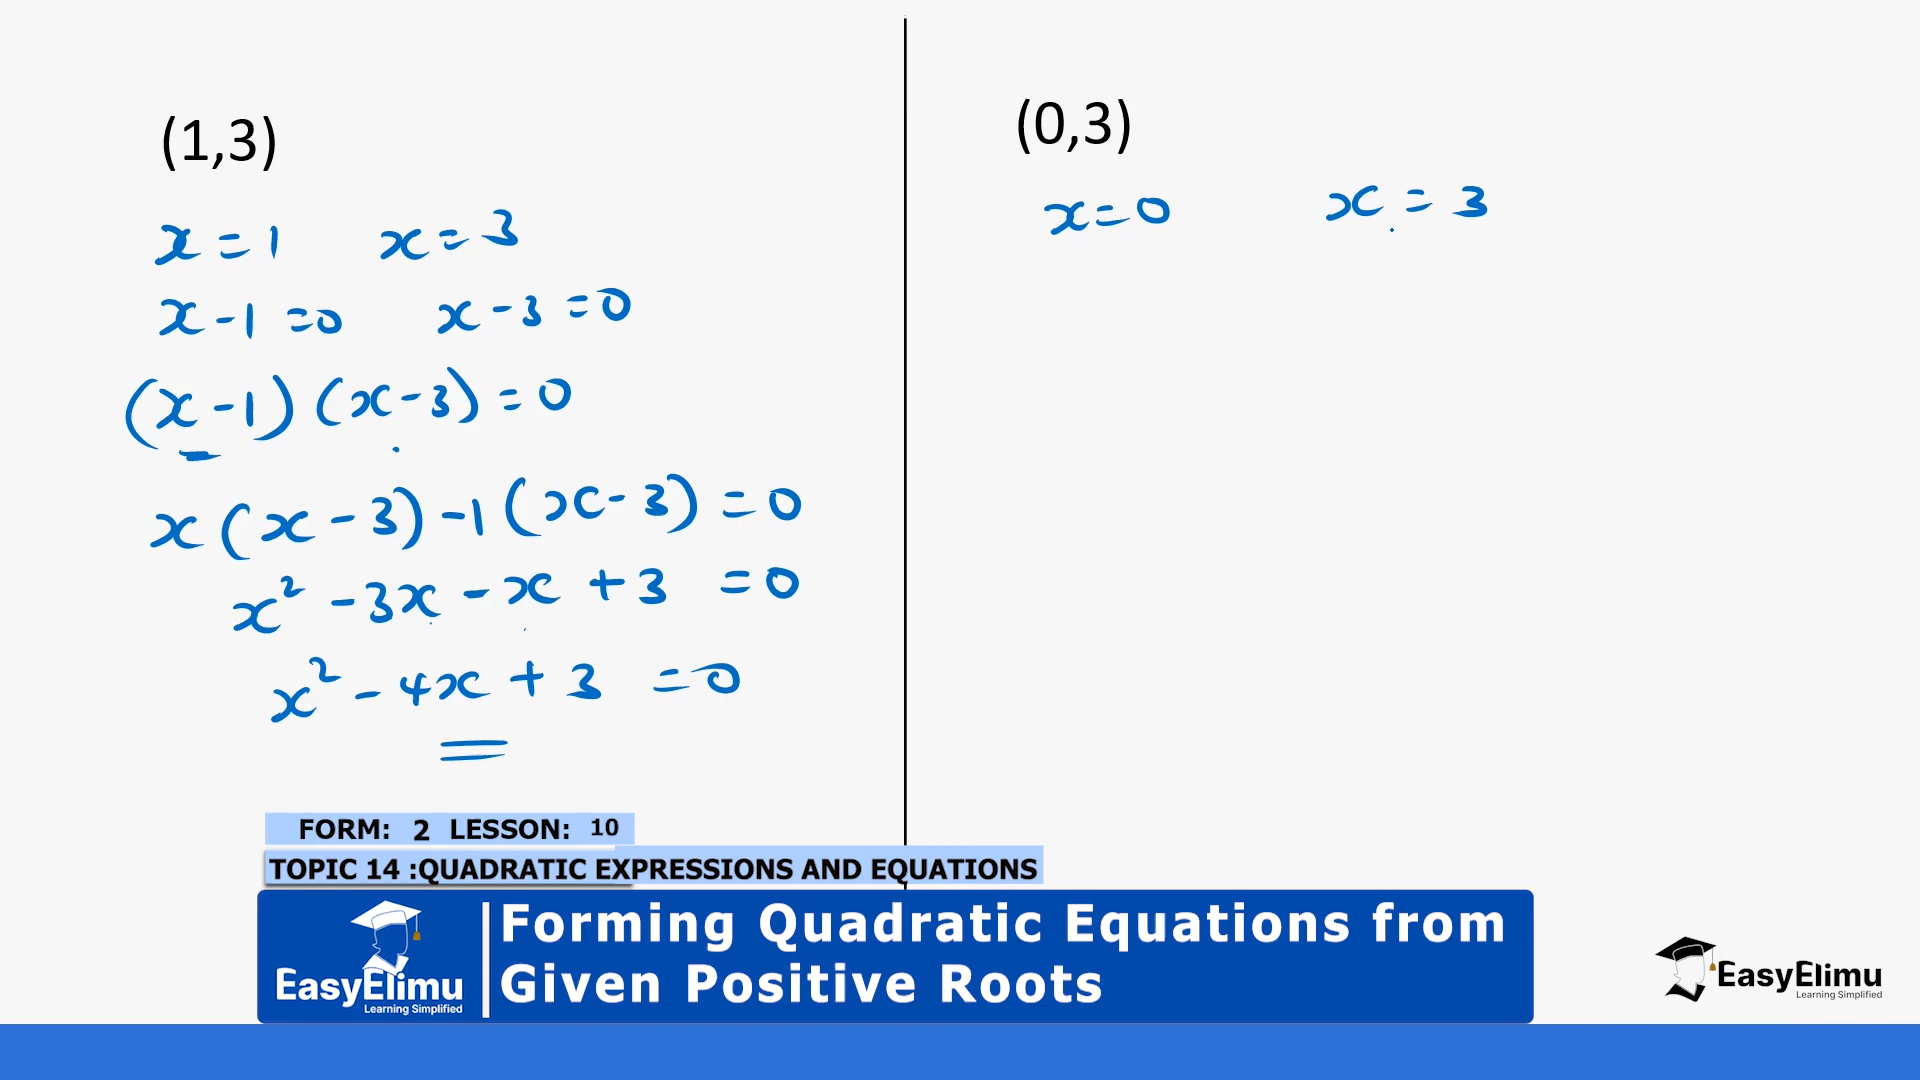 (1,3)
x = 1 x = 3
x - 1 = 0 x - 3 = 0
(x - 1) (x - 3) = 0
x (x - 3) - 1 (x - 3) = 0
x² - 3x - x + 3 = 0
x² - 4x + 3 = 0
(0,3)
x = 0 x = 3
FORM: 2 LESSON: 10
TOPIC 14 :QUADRATIC EXPRESSIONS AND EQUATIONS
EasyElimu
Learning Simplified
Forming Quadratic Equations from
Given Positive Roots
EasyElimu
Learning Simplified